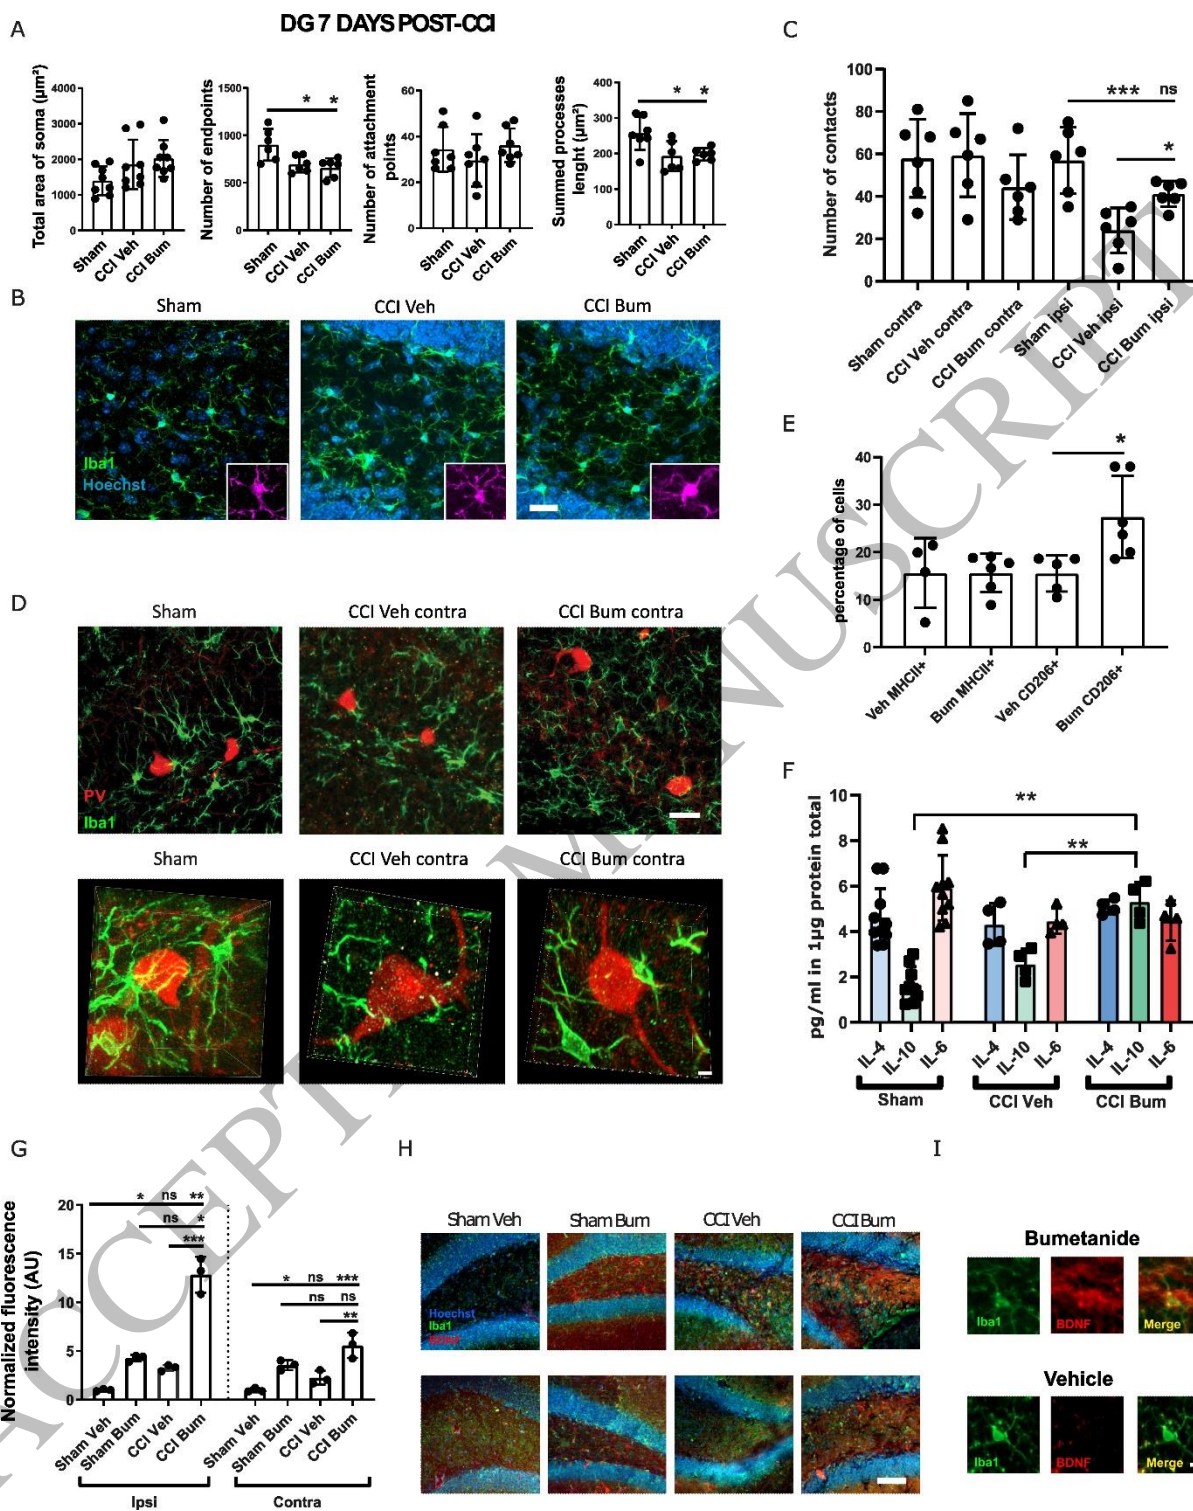 DG 7 DAYS POST-CCI
A
Total area of soma (µm²)
4000
3000
2000
1000
0
Sham
CCI Veh
CCI Bum
Number of endpoints
1500
1000
500
0
* *
Sham
CCI Veh
CCI Bum
Number of attachment
points
60
40
20
0
Sham
CCI Veh
CCI Bum
Summed processes
lenght (µm²)
400
300
200
100
0
* *
Sham
CCI Veh
CCI Bum
B
Sham
CCI Veh
CCI Bum
Iba1
Hoechst
C
Number of contacts
100
80
60
40
20
0
*** ns
*
Sham contra
CCI Veh contra
CCI Bum contra
Sham ipsi
CCI Veh ipsi
CCI Bum ipsi
D
Sham
CCI Veh contra
CCI Bum contra
PV
Iba1
Sham
CCI Veh contra
CCI Bum contra
E
percentage of cells
40
30
20
10
0
*
Veh MHCII+
Bum MHCII+
Veh CD206+
Bum CD206+
F
pg/ml in 1µg protein total
10
8
6
4
2
0
**
**
IL-4
IL-10
IL-6
IL-4
IL-10
IL-6
IL-4
IL-10
IL-6
Sham
CCI Veh
CCI Bum
G
Normalized fluorescence
intensity (AU)
20
15
10
5
0
* ns **
ns *
***
* ns ***
ns ns
**
Sham Veh
Sham Bum
CCI Veh
CCI Bum
Sham Veh
Sham Bum
CCI Veh
CCI Bum
Ipsi
Contra
H
Sham Veh
Sham Bum
CCI Veh
CCI Bum
Hoechst
Iba1
BDNF
I
Bumetanide
Iba1
BDNF
Merge
Vehicle
Iba1
BDNF
Merge
ACCEPTED MANUSCRIPT